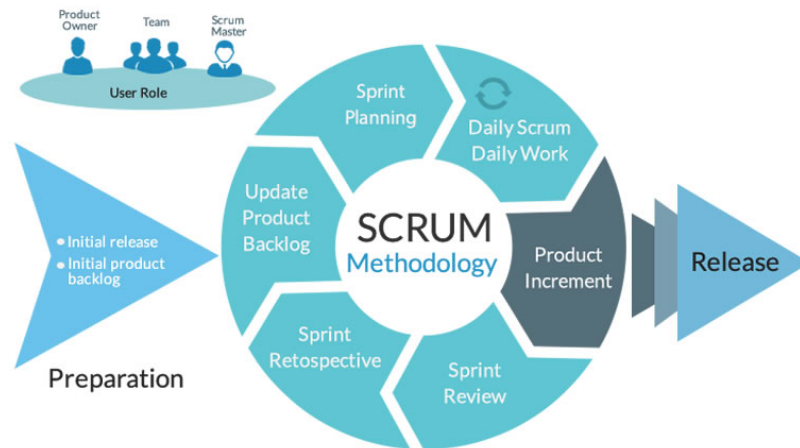 Product
Owner
Team
Scrum
Master
User Role
Sprint
Planning
Daily Scrum
Daily Work
Update
Product
Backlog
SCRUM
Methodology
Product
Increment
Release
• Initial release
• Initial product
backlog
Preparation
Sprint
Retospective
Sprint
Review